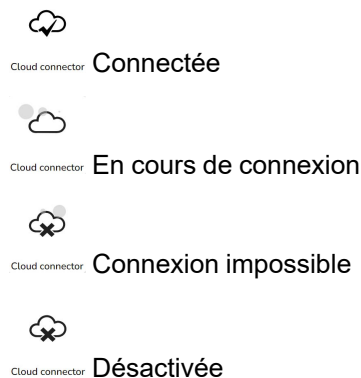 Cloud connector Connectée
Cloud connector En cours de connexion
Cloud connector Connexion impossible
Cloud connector Désactivée